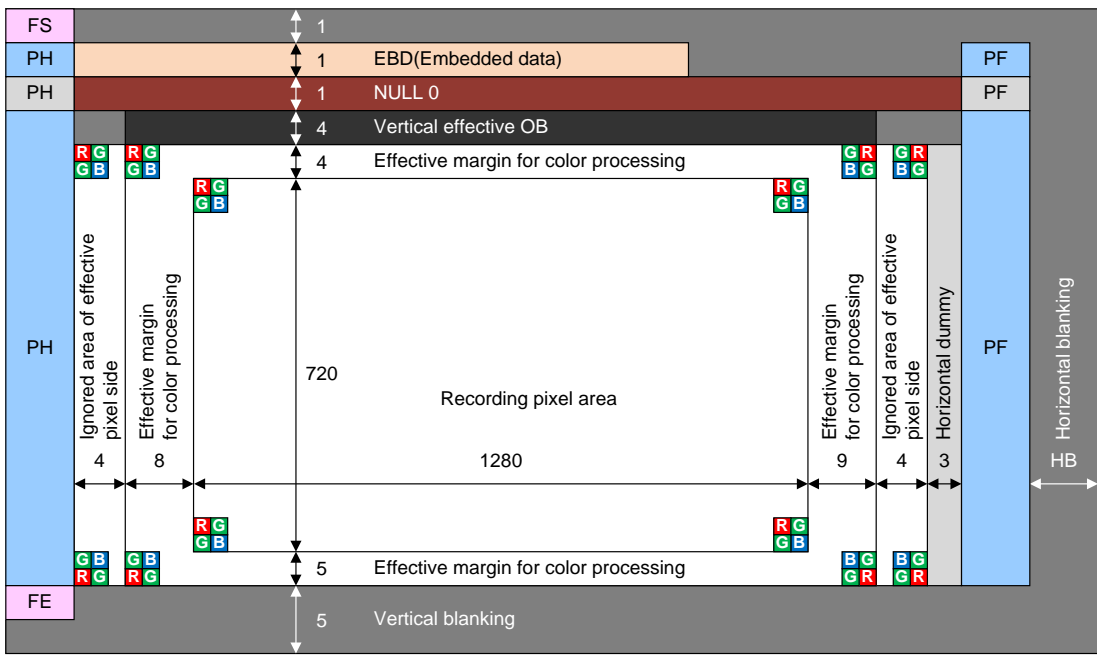 FS
1
PH
1
EBD(Embedded data)
PF
PH
1
NULL 0
PF
4
Vertical effective OB
R G
G B
R G
G B
4
Effective margin for color processing
G R
B G
G R
B G
R G
G B
R G
G B
PH
Ignored area of effective
pixel side
4
Effective margin
for color processing
8
720
Recording pixel area
1280
Effective margin
for color processing
9
Ignored area of effective
pixel side
4
Horizontal dummy
3
PF
Horizontal blanking
HB
R G
G B
R G
G B
G B
R G
G B
R G
5
Effective margin for color processing
B G
G R
B G
G R
FE
5
Vertical blanking